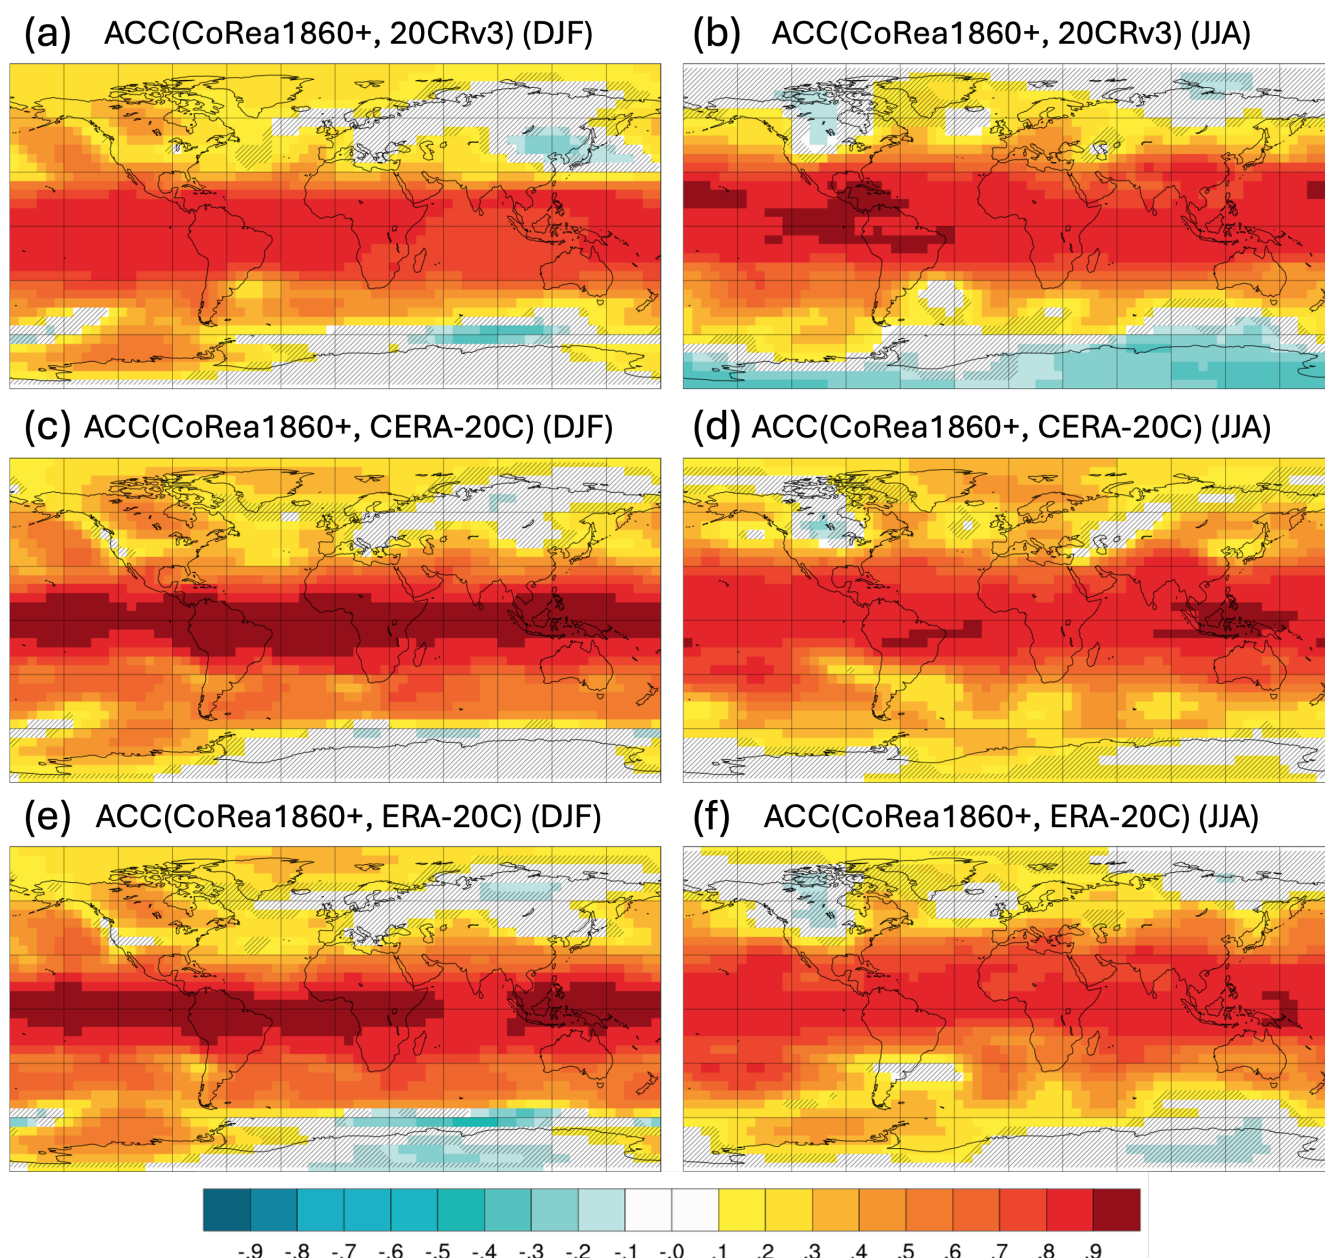 (a) ACC(CoRea1860+, 20CRv3) (DJF)
(b) ACC(CoRea1860+, 20CRv3) (JJA)
(c) ACC(CoRea1860+, CERA-20C) (DJF)
(d) ACC(CoRea1860+, CERA-20C) (JJA)
(e) ACC(CoRea1860+, ERA-20C) (DJF)
(f) ACC(CoRea1860+, ERA-20C) (JJA)
-.9 -.8 -.7 -.6 -.5 -.4 -.3 -.2 -.1 -.0 .1 .2 .3 .4 .5 .6 .7 .8 .9